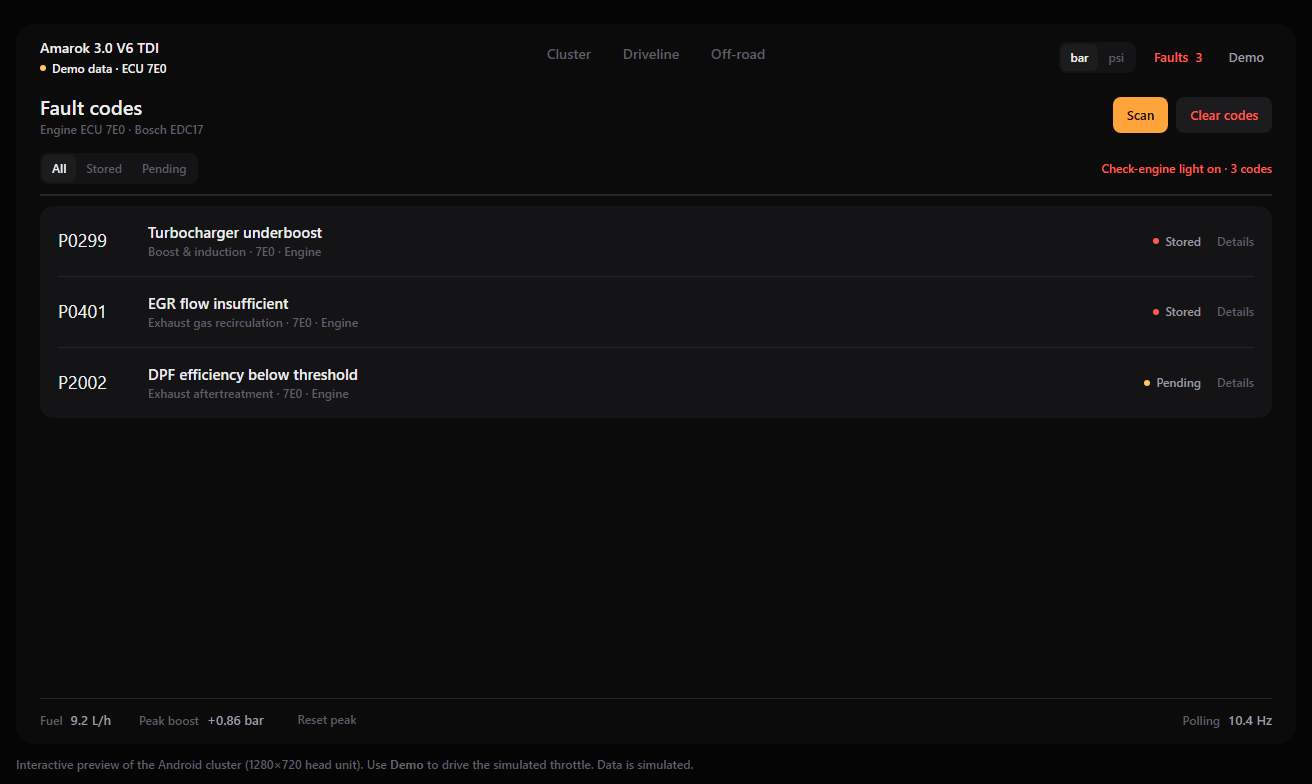 Amarok 3.0 V6 TDI
Demo data · ECU 7E0
Cluster Driveline Off-road
bar psi Faults 3 Demo
Fault codes
Engine ECU 7E0 · Bosch EDC17
Scan Clear codes
All Stored Pending
Check-engine light on · 3 codes
P0299 Turbocharger underboost
Boost & induction · 7E0 · Engine
Stored Details
P0401 EGR flow insufficient
Exhaust gas recirculation · 7E0 · Engine
Stored Details
P2002 DPF efficiency below threshold
Exhaust aftertreatment · 7E0 · Engine
Pending Details
Fuel 9.2 L/h Peak boost +0.86 bar Reset peak Polling 10.4 Hz
Interactive preview of the Android cluster (1280×720 head unit). Use Demo to drive the simulated throttle. Data is simulated.